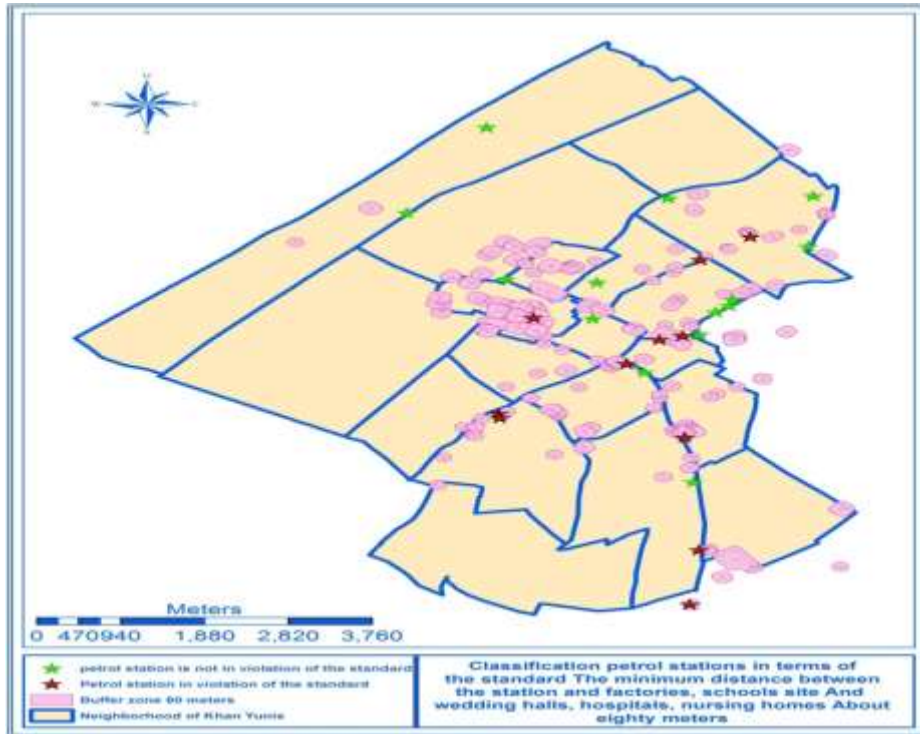 N
W
S
Meters
0 470940 1,880 2,820 3,760
petrol station is not in violation of the standard
Petrol station in violation of the standard
Buffer zone 80 meters
Neighborhood of Khan Yunis
Classification petrol stations in terms of
the standard The minimum distance between
the station and factories, schools site And
wedding halls, hospitals, nursing homes About
eighty meters